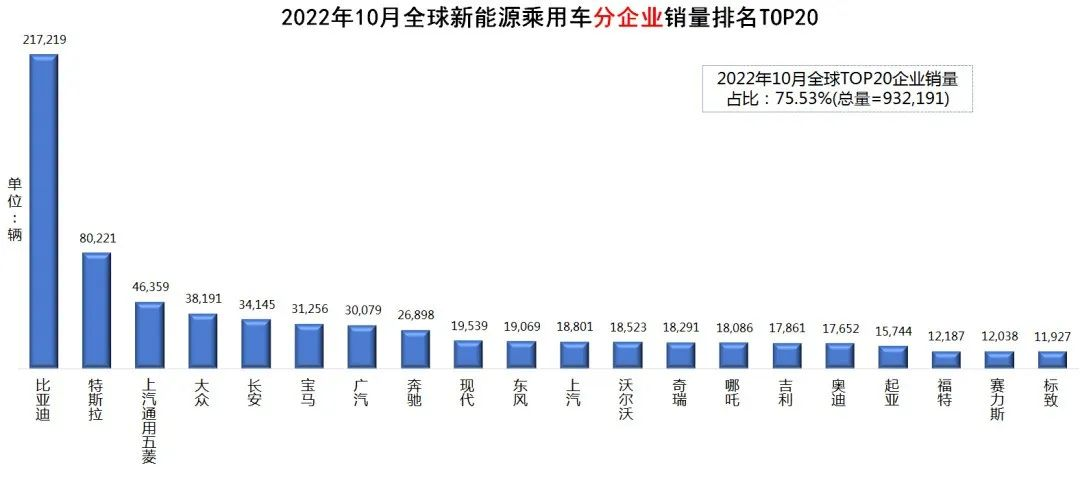 2022年10月全球新能源乘用车分企业销量排名TOP20
2022年10月全球TOP20企业销量
占比：75.53%(总量=932,191)
单位：辆
217,219
80,221
46,359
38,191
34,145
31,256
30,079
26,898
19,539
19,069
18,801
18,523
18,291
18,086
17,861
17,652
15,744
12,187
12,038
11,927
比亚迪
特斯拉
上汽通用五菱
大众
长安
宝马
广汽
奔驰
现代
东风
上汽
沃尔沃
奇瑞
哪吒
吉利
奥迪
起亚
福特
赛力斯
标致